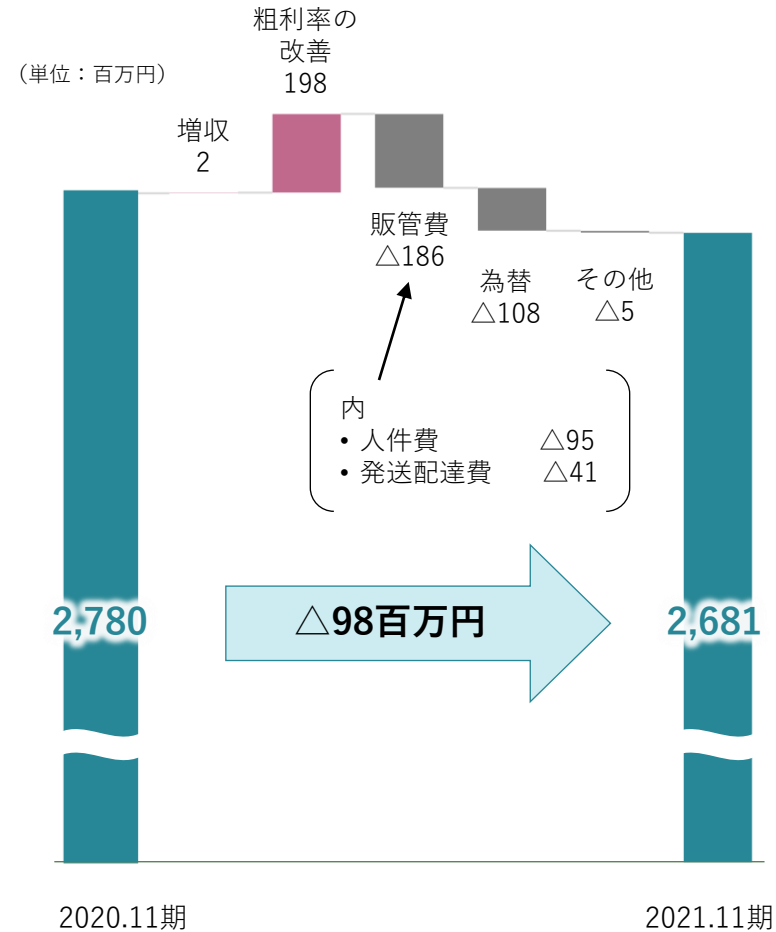 粗利率の
改善
198
（単位：百万円）
増収
2
販管費
△186
為替
△108
その他
△5
内
• 人件費 △95
• 発送配達費 △41
2,780
△98百万円
2,681
2020.11期
2021.11期